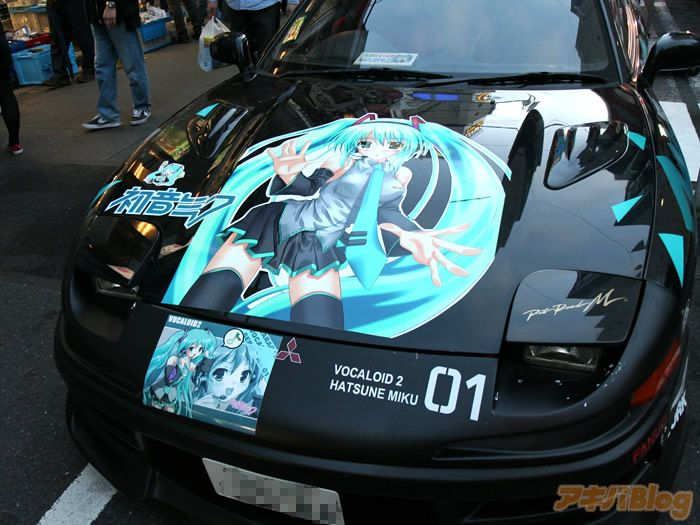 初音ミク
VOCALOID2
VOCALOID 2
HATSUNE MIKU
01
Pit Road M
FANUC
アキバBlog